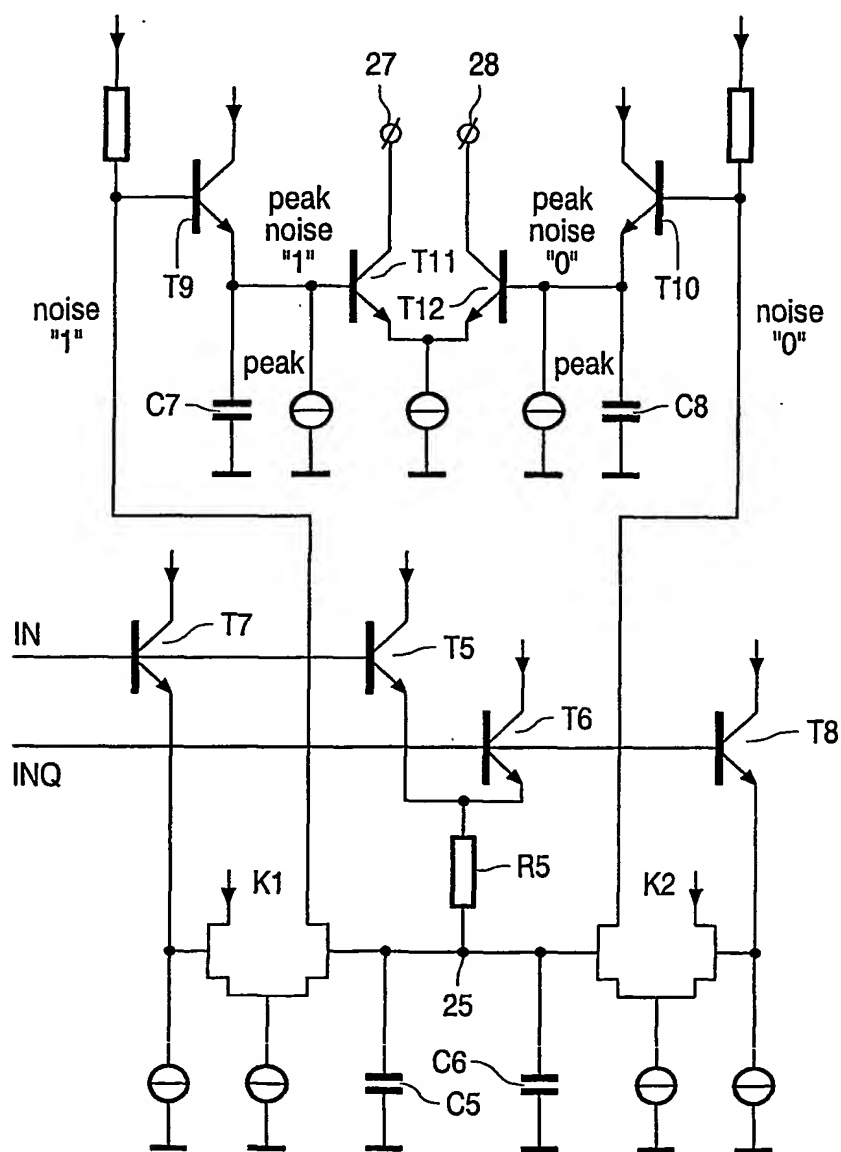 27
28
T9
peak
noise
"1"
peak
noise
"0"
T11
T12
T10
noise
"1"
noise
"0"
peak
peak
C7
C8
IN
T7
T5
T6
T8
INQ
R5
K1
K2
25
C6
C5